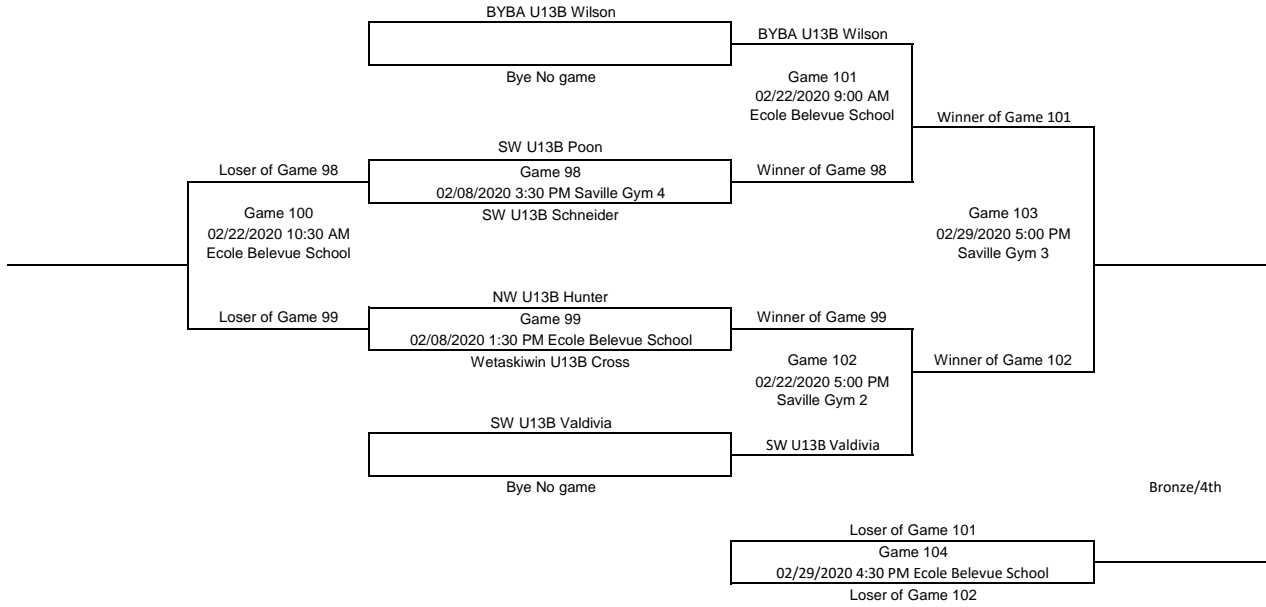 BYBA U13B Wilson
BYBA U13B Wilson
Bye No game
Game 101
02/22/2020 9:00 AM
Ecole Belevue School
Winner of Game 101
SW U13B Poon
Loser of Game 98
Game 98
Winner of Game 98
02/08/2020 3:30 PM Saville Gym 4
SW U13B Schneider
Game 100
02/22/2020 10:30 AM
Ecole Belevue School
Game 103
02/29/2020 5:00 PM
Saville Gym 3
NW U13B Hunter
Loser of Game 99
Game 99
Winner of Game 99
02/08/2020 1:30 PM Ecole Belevue School
Wetaskiwin U13B Cross
Game 102
02/22/2020 5:00 PM
Saville Gym 2
Winner of Game 102
SW U13B Valdivia
SW U13B Valdivia
Bye No game
Bronze/4th
Loser of Game 101
Game 104
02/29/2020 4:30 PM Ecole Belevue School
Loser of Game 102